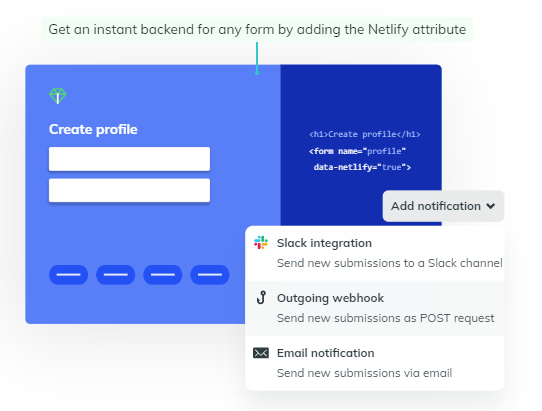 Get an instant backend for any form by adding the Netlify attribute
Create profile
<h1>Create profile</h1>
<form name="profile"
data-netlify="true">
Add notification
Slack integration
Send new submissions to a Slack channel
Outgoing webhook
Send new submissions as POST request
Email notification
Send new submissions via email